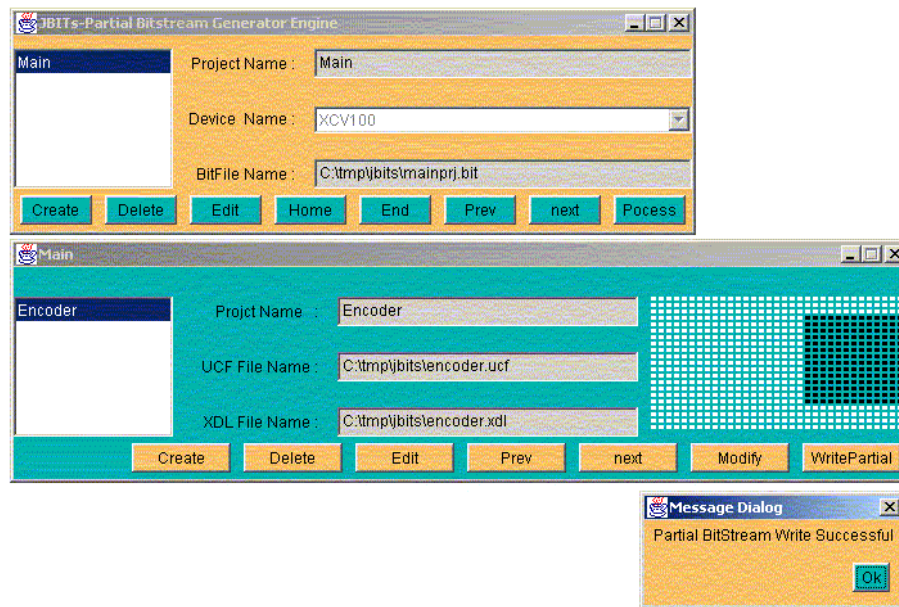 JBITs-Partial Bitstream Generator Engine
Main
Project Name : Main
Device Name : XCV100
BitFile Name : C:\tmp\jbits\mainprj.bit
Create Delete Edit Home End Prev next Pocess
Main
Encoder
Projct Name : Encoder
UCF File Name : C:\tmp\jbits\encoder.ucf
XDL File Name : C:\tmp\jbits\encoder.xdl
Create Delete Edit Prev next Modify WritePartial
Message Dialog
Partial BitStream Write Successful
Ok